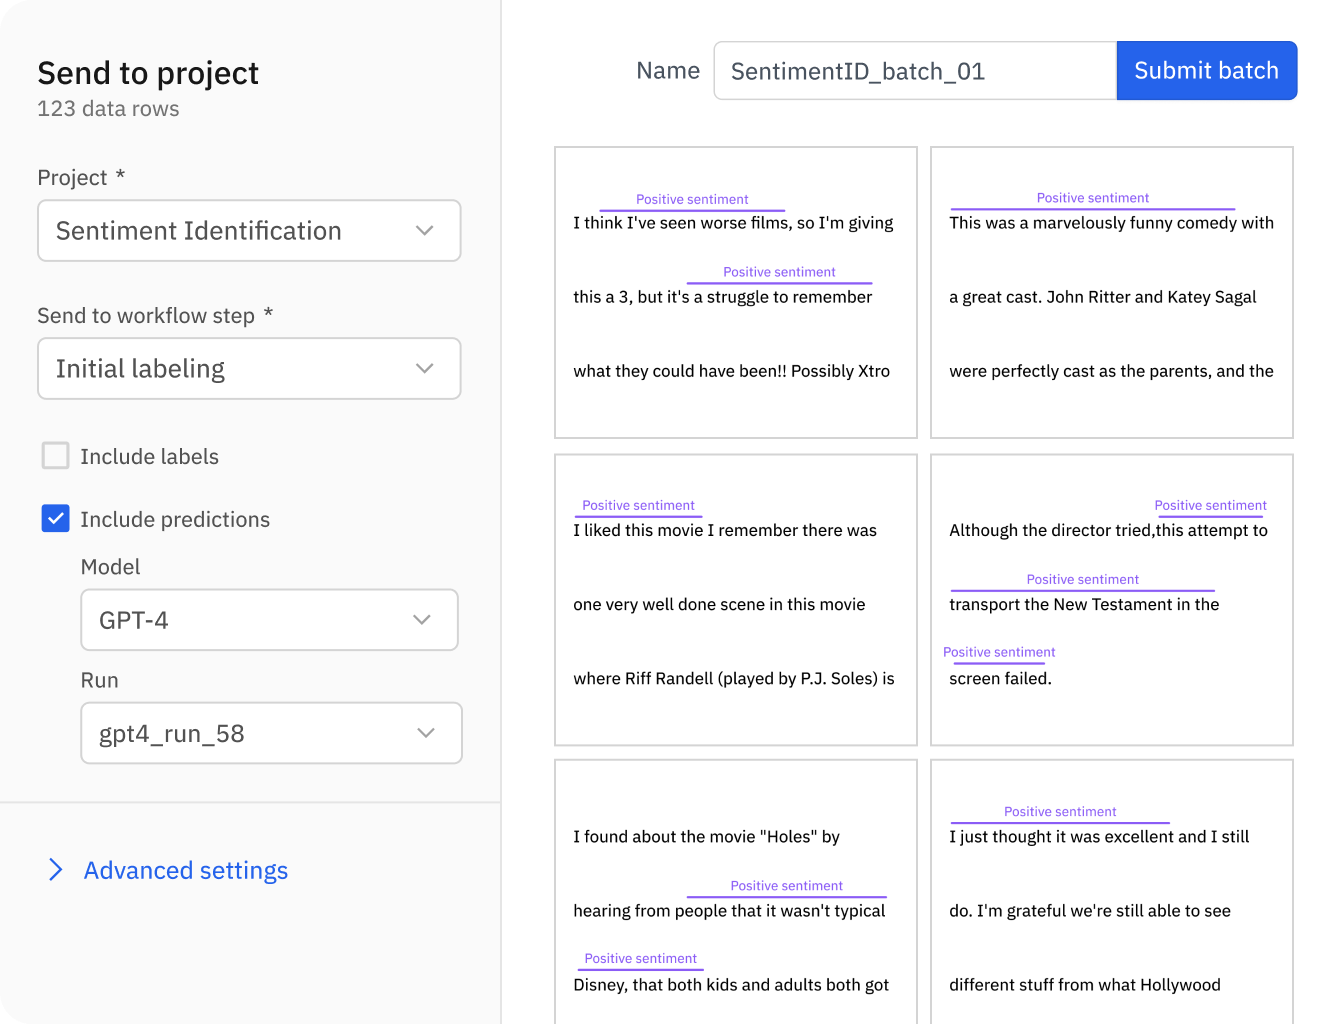 Send to project
123 data rows
Project *
Sentiment Identification
Send to workflow step *
Initial labeling
Include labels
Include predictions
Model
GPT-4
Run
gpt4_run_58
Advanced settings
Name
SentimentID_batch_01
Submit batch
Positive sentiment
I think I've seen worse films, so I'm giving
Positive sentiment
this a 3, but it's a struggle to remember
what they could have been!! Possibly Xtro
Positive sentiment
This was a marvelously funny comedy with
a great cast. John Ritter and Katey Sagal
were perfectly cast as the parents, and the
Positive sentiment
I liked this movie I remember there was
one very well done scene in this movie
where Riff Randell (played by P.J. Soles) is
Positive sentiment
Although the director tried,this attempt to
Positive sentiment
transport the New Testament in the
Positive sentiment
screen failed.
I found about the movie "Holes" by
Positive sentiment
hearing from people that it wasn't typical
Positive sentiment
Disney, that both kids and adults both got
Positive sentiment
I just thought it was excellent and I still
do. I'm grateful we're still able to see
different stuff from what Hollywood